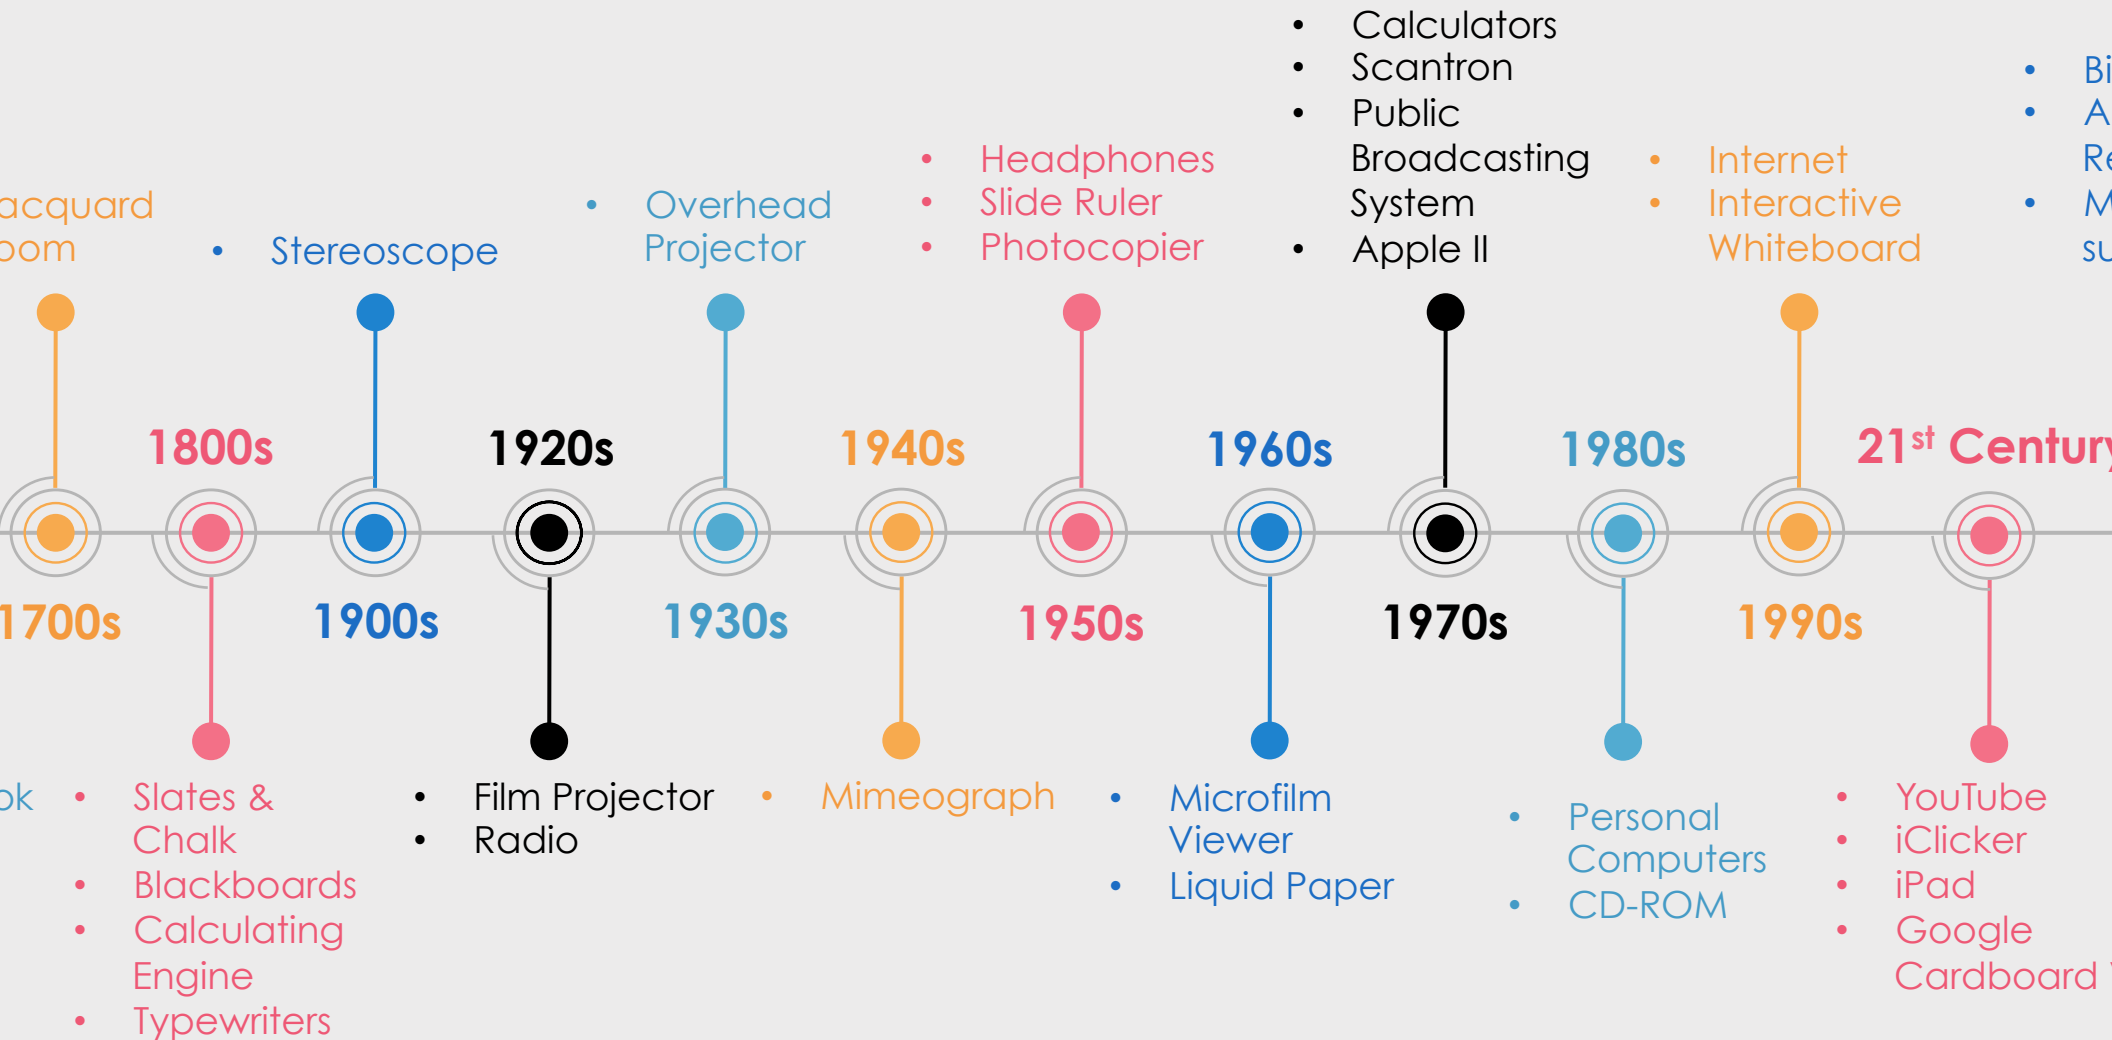 1700s
1800s
• Slates &
Chalk
• Blackboards
• Calculating
Engine
• Typewriters
• Stereoscope
1900s
1920s
• Film Projector
• Radio
• Overhead
Projector
1930s
1940s
• Mimeograph
• Headphones
• Slide Ruler
• Photocopier
1950s
1960s
• Microfilm
Viewer
• Liquid Paper
• Calculators
• Scantron
• Public
Broadcasting
System
• Apple II
1970s
1980s
• Personal
Computers
• CD-ROM
• Internet
• Interactive
Whiteboard
1990s
21st Century
• YouTube
• iClicker
• iPad
• Google
Cardboard